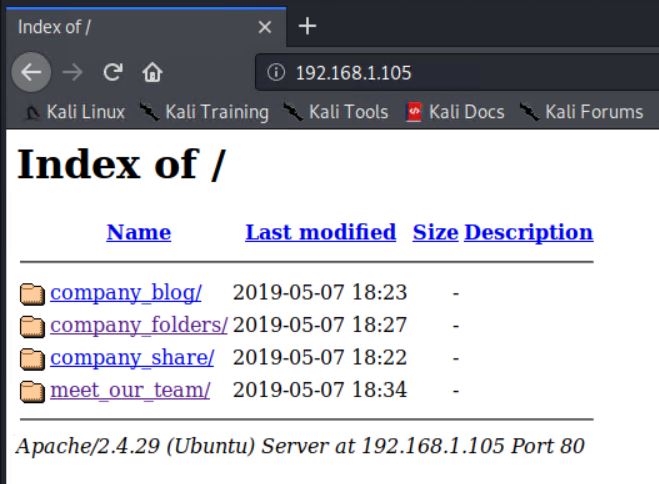 Index of /
192.168.1.105
Kali Linux Kali Training Kali Tools Kali Docs Kali Forums
Index of /
Name Last modified Size Description
company_blog/ 2019-05-07 18:23 -
company_folders/ 2019-05-07 18:27 -
company_share/ 2019-05-07 18:22 -
meet_our_team/ 2019-05-07 18:34 -
Apache/2.4.29 (Ubuntu) Server at 192.168.1.105 Port 80